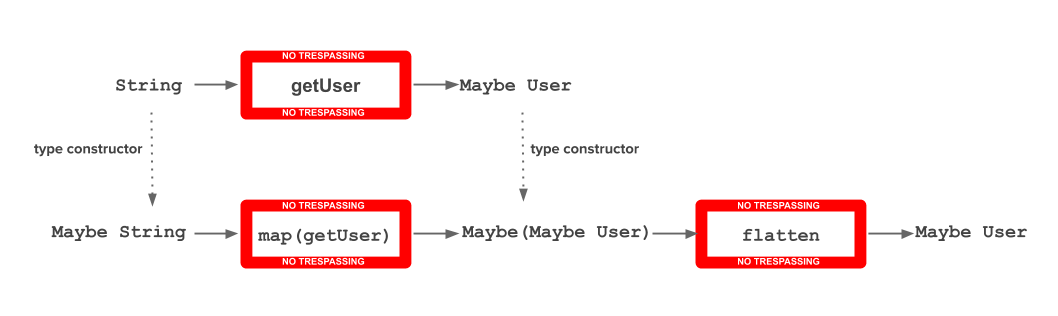 NO TRESPASSING
String
getUser
Maybe User
NO TRESPASSING
type constructor
type constructor
NO TRESPASSING
NO TRESPASSING
Maybe String
map(getUser)
Maybe(Maybe User)
flatten
Maybe User
NO TRESPASSING
NO TRESPASSING